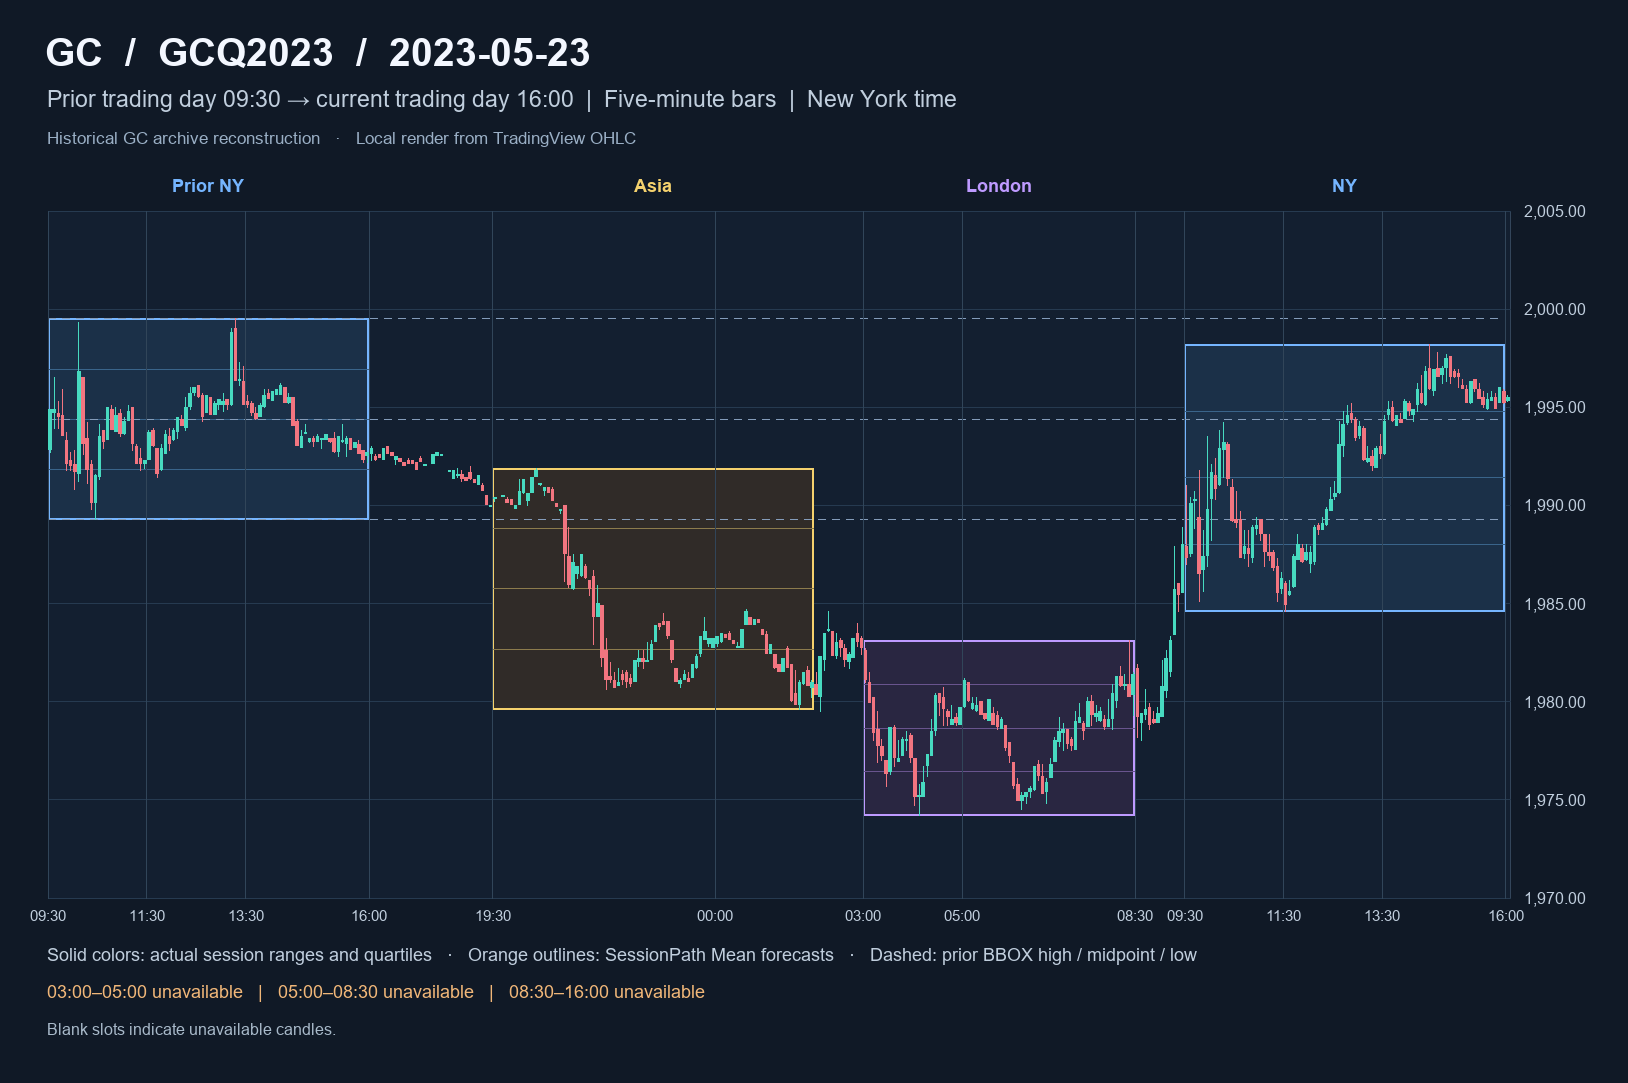 GC / GCQ2023 / 2023-05-23
Prior trading day 09:30 → current trading day 16:00 | Five-minute bars | New York time
Historical GC archive reconstruction · Local render from TradingView OHLC
Prior NY Asia London NY
2,005.00
2,000.00
1,995.00
1,990.00
1,985.00
1,980.00
1,975.00
1,970.00
09:30 11:30 13:30 16:00 19:30 00:00 03:00 05:00 08:30 09:30 11:30 13:30 16:00
Solid colors: actual session ranges and quartiles · Orange outlines: SessionPath Mean forecasts · Dashed: prior BBOX high / midpoint / low
03:00–05:00 unavailable | 05:00–08:30 unavailable | 08:30–16:00 unavailable
Blank slots indicate unavailable candles.